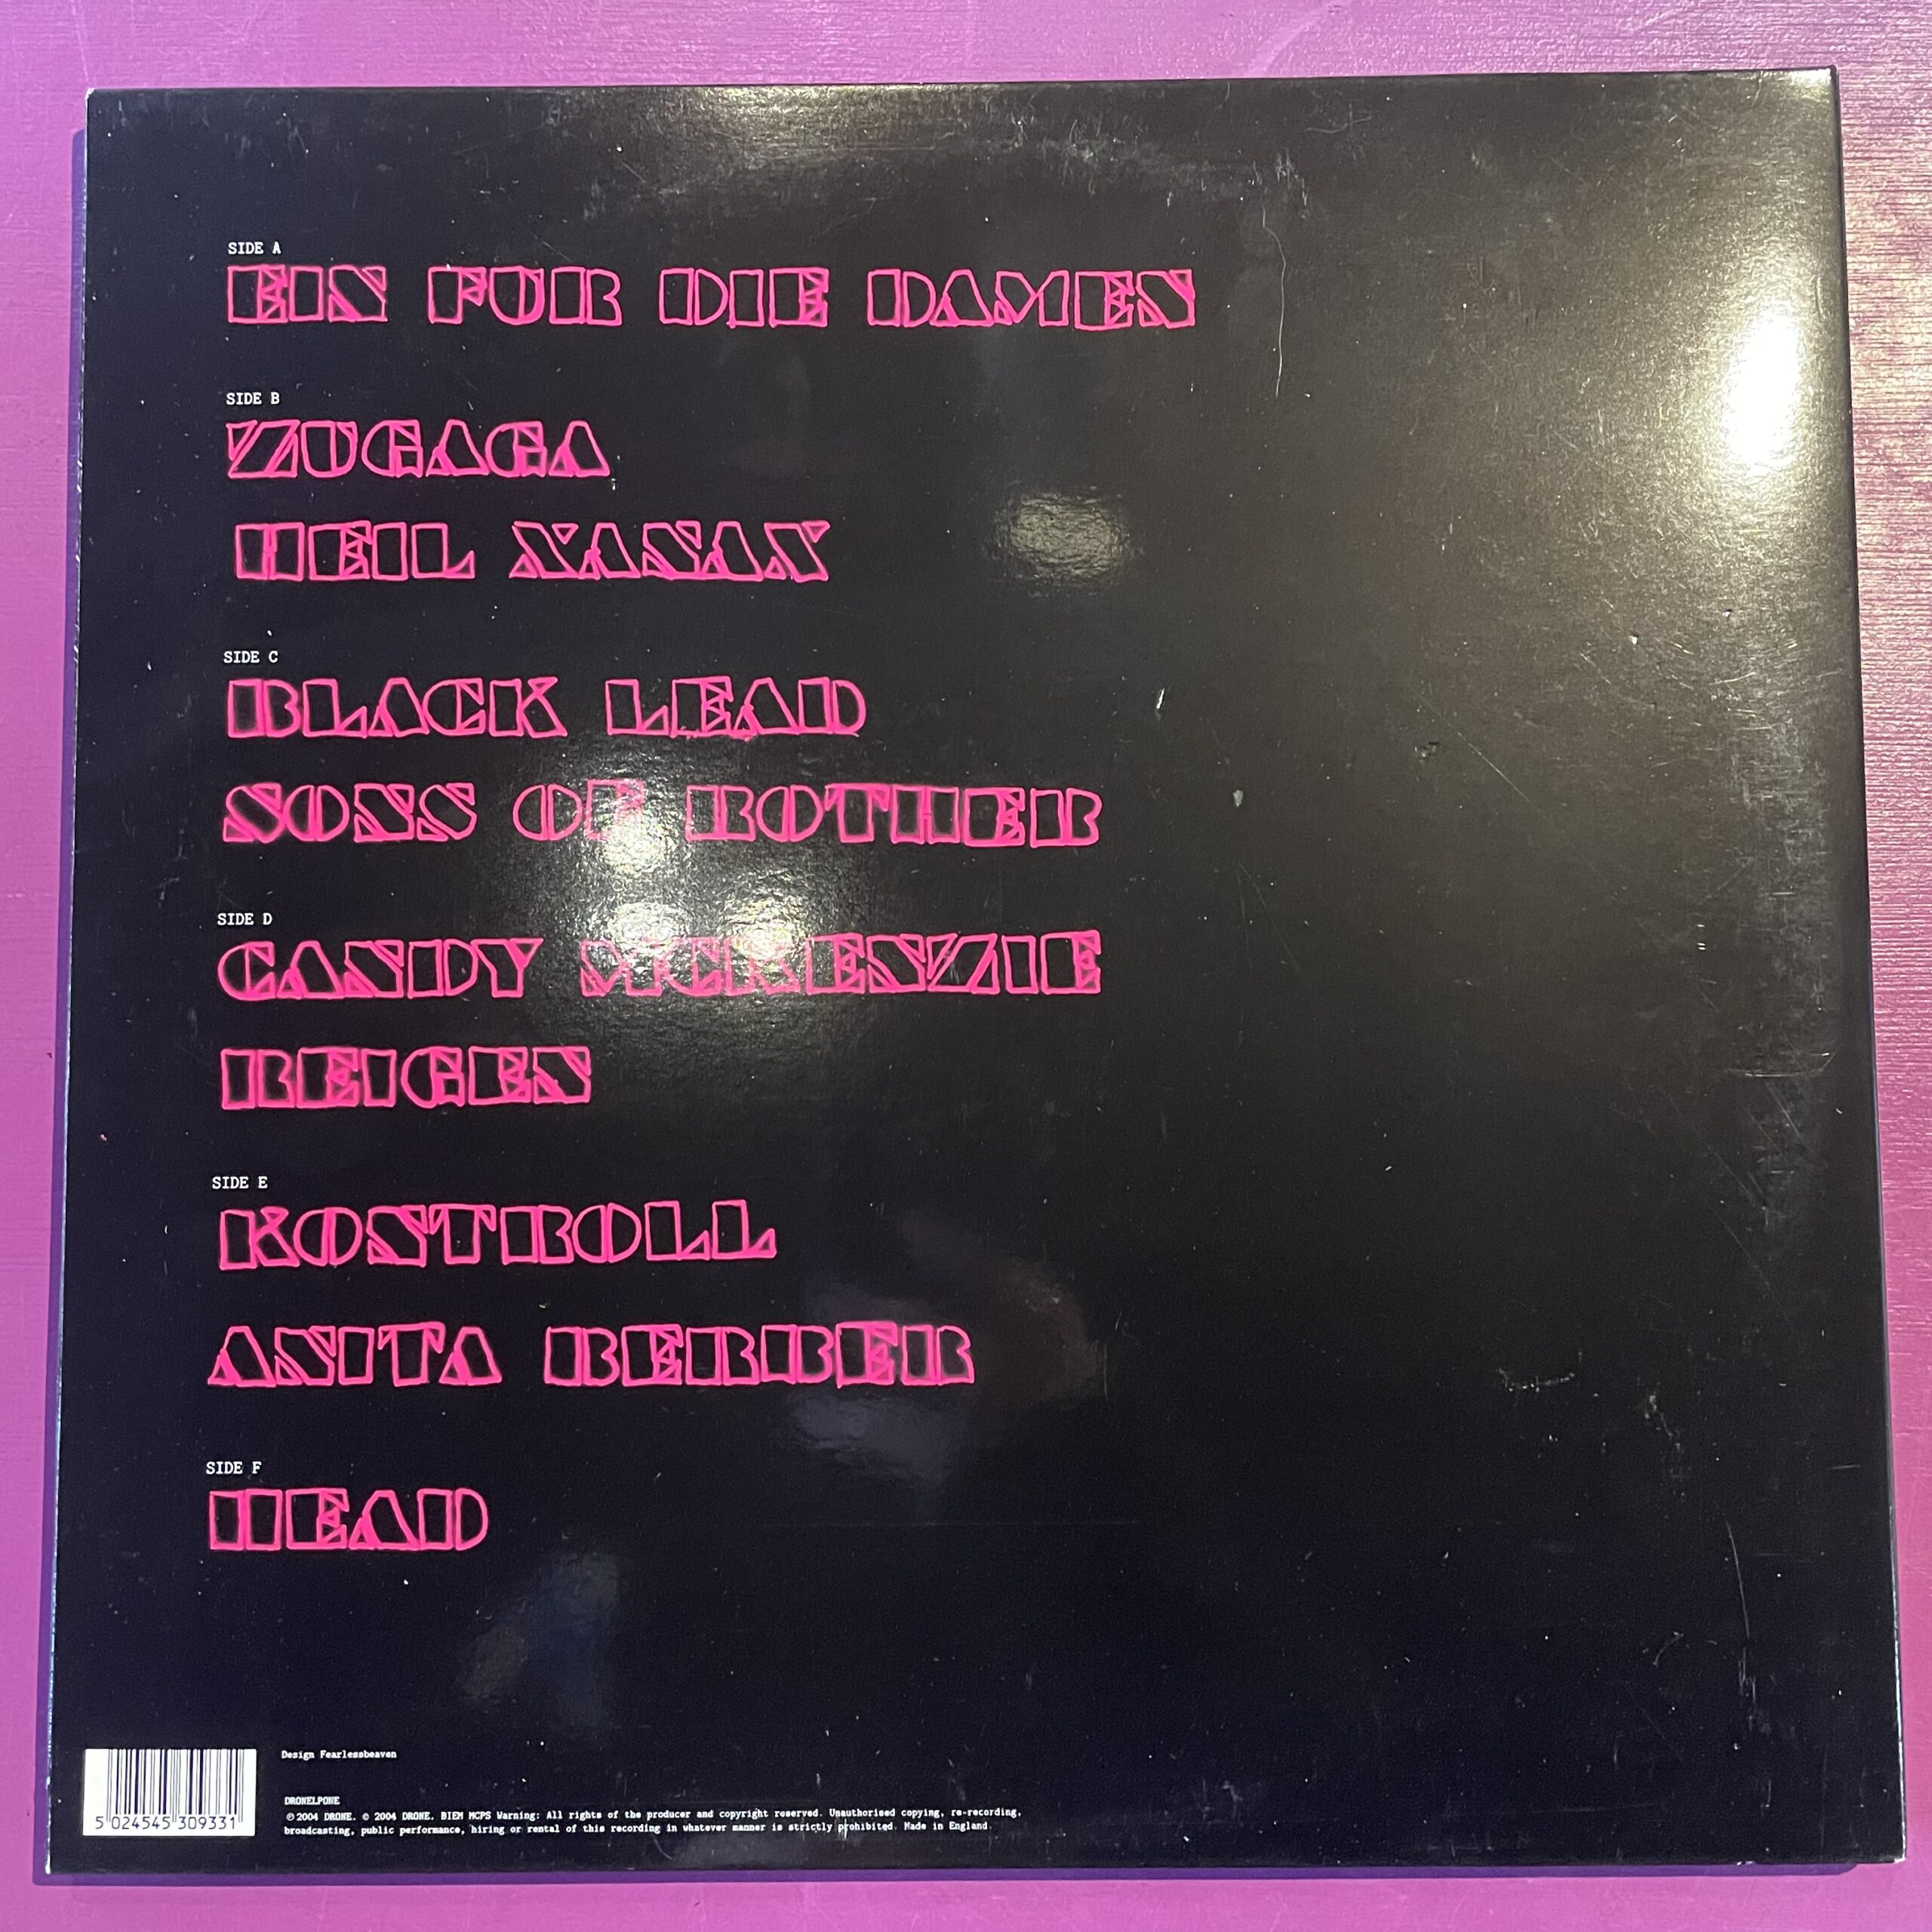 SIDE A
EIN FUR DIE DAMEN
SIDE B
ZUGAGA
HEIL XANAX
SIDE C
BLACK LEAD
SONS OF ROTHER
SIDE D
CANDY MCKENZIE
REIGEN
SIDE E
KONTROLL
ANITA BERBER
SIDE F
HEAD
Design Fearlessheaven
DRONELPONE
℗ 2004 DRONE. © 2004 DRONE. BIEM MCPS Warning: All rights of the producer and copyright reserved. Unauthorised copying, re-recording,
broadcasting, public performance, hiring or rental of this recording in whatever manner is strictly prohibited. Made in England
5 024545 309331